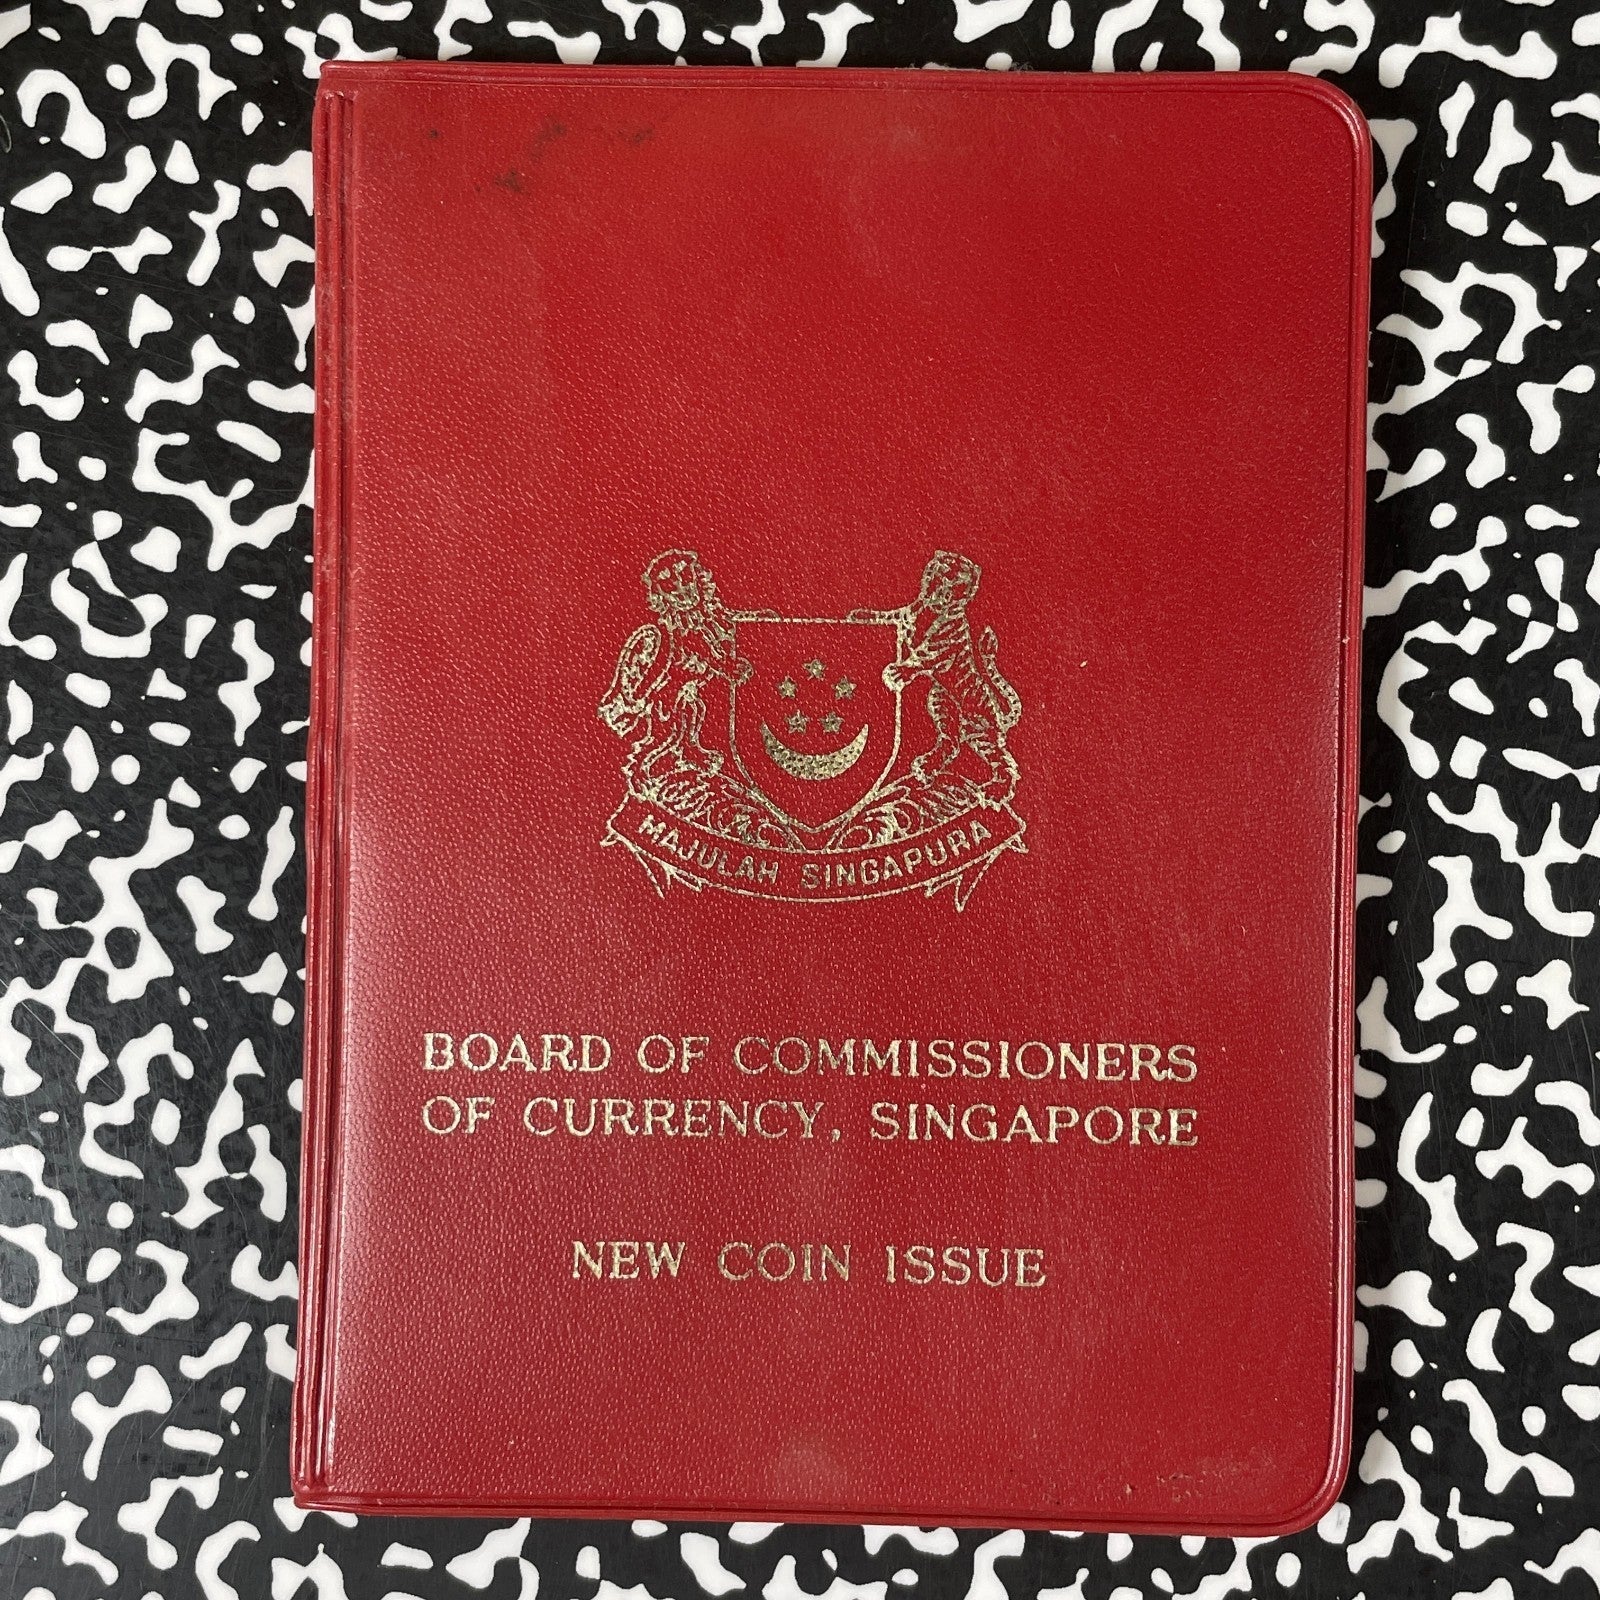 MAJULAH SINGAPURA
BOARD OF COMMISSIONERS
OF CURRENCY, SINGAPORE
NEW COIN ISSUE